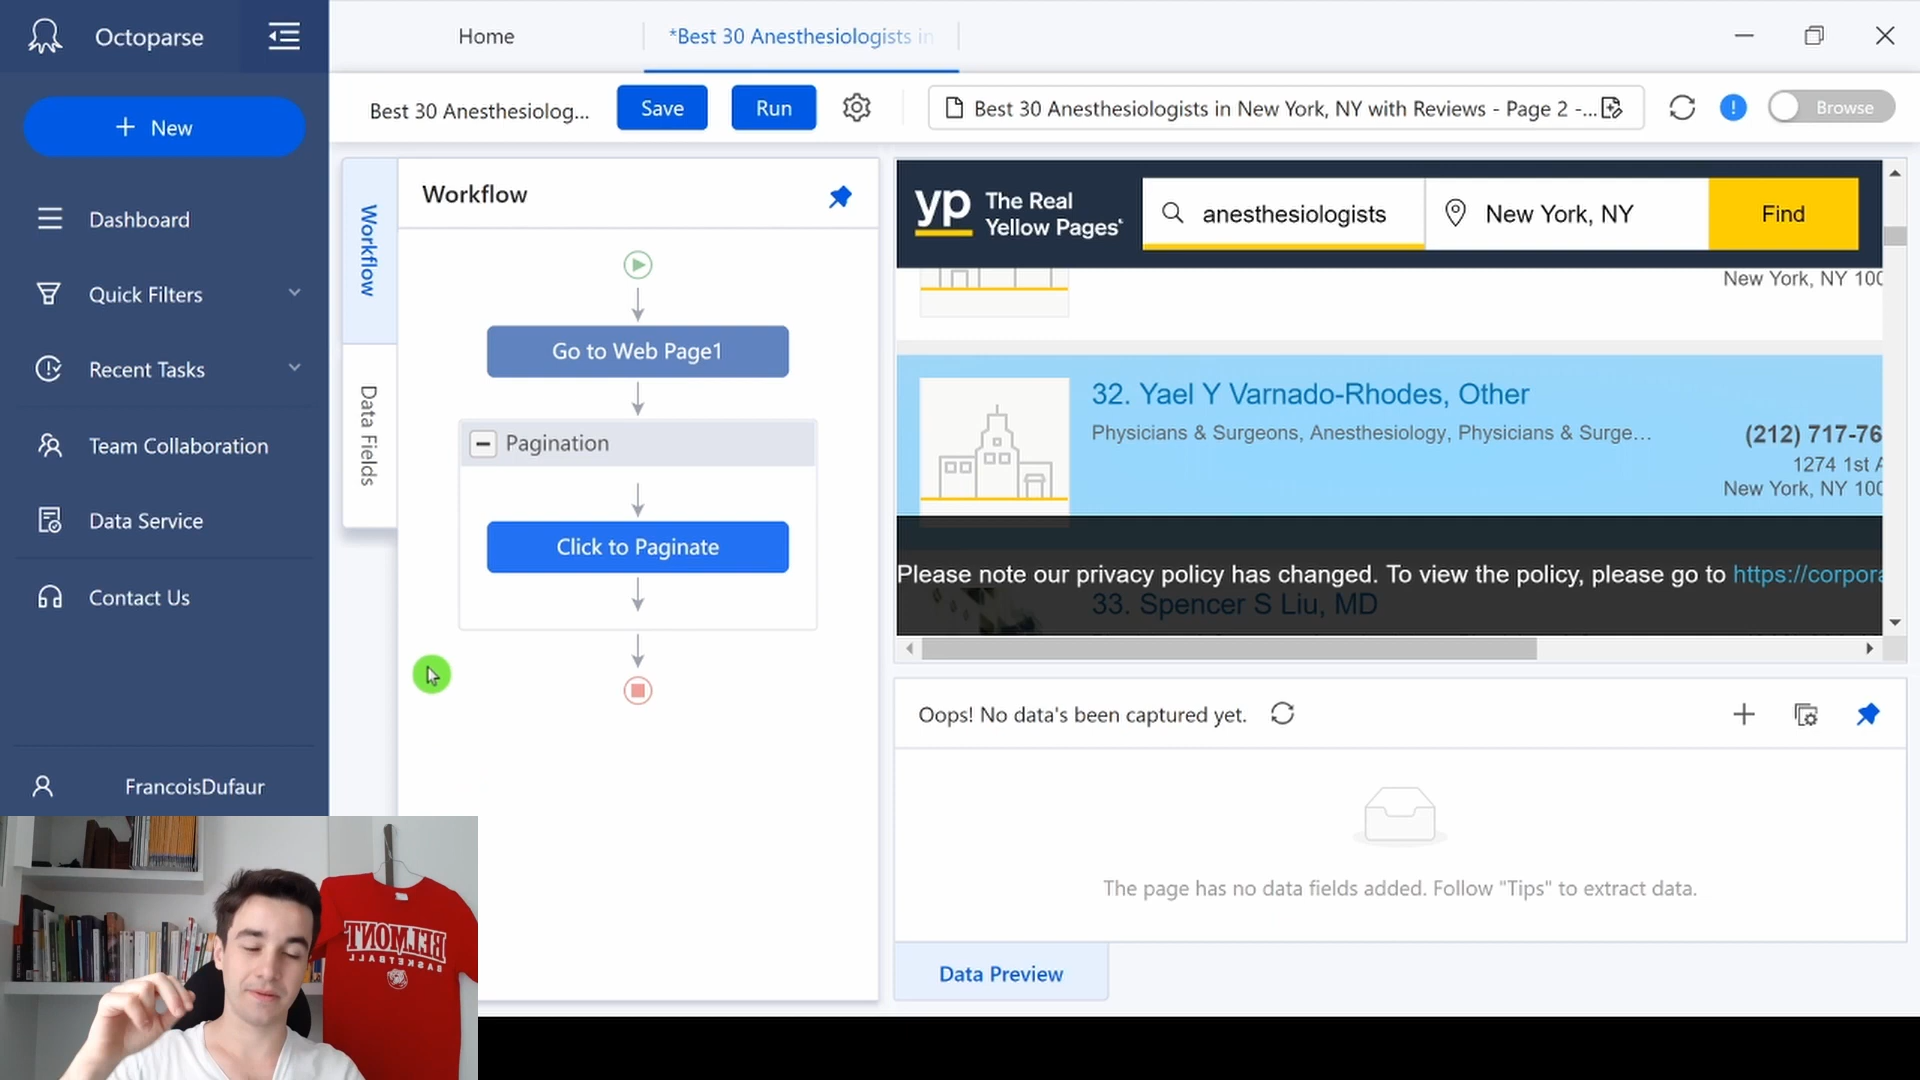 Octoparse
Home
*Best 30 Anesthesiologists in
New
Best 30 Anesthesiolog...
Save
Run
Best 30 Anesthesiologists in New York, NY with Reviews - Page 2 -...
Browse
Dashboard
Quick Filters
Recent Tasks
Team Collaboration
Data Service
Contact Us
FrancoisDufaur
Workflow
Data Fields
Workflow
Go to Web Page1
Pagination
Click to Paginate
yp The Real
Yellow Pages
anesthesiologists
New York, NY
Find
New York, NY 100
32. Yael Y Varnado-Rhodes, Other
Physicians & Surgeons, Anesthesiology, Physicians & Surge...
(212) 717-76
1274 1st A
New York, NY 100
Please note our privacy policy has changed. To view the policy, please go to https://corpora
33. Spencer S Liu, MD
Oops! No data's been captured yet.
The page has no data fields added. Follow "Tips" to extract data.
Data Preview
BELMONT
BASKETBALL